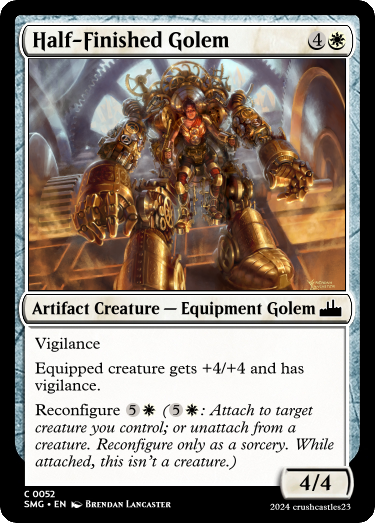 Half-Finished Golem 4
Artifact Creature — Equipment Golem
Vigilance
Equipped creature gets +4/+4 and has
vigilance.
Reconfigure 5 (5: Attach to target
creature you control; or unattach from a
creature. Reconfigure only as a sorcery. While
attached, this isn't a creature.)
4/4
C 0052
SMG • EN Brendan Lancaster
2024 crushcastles23